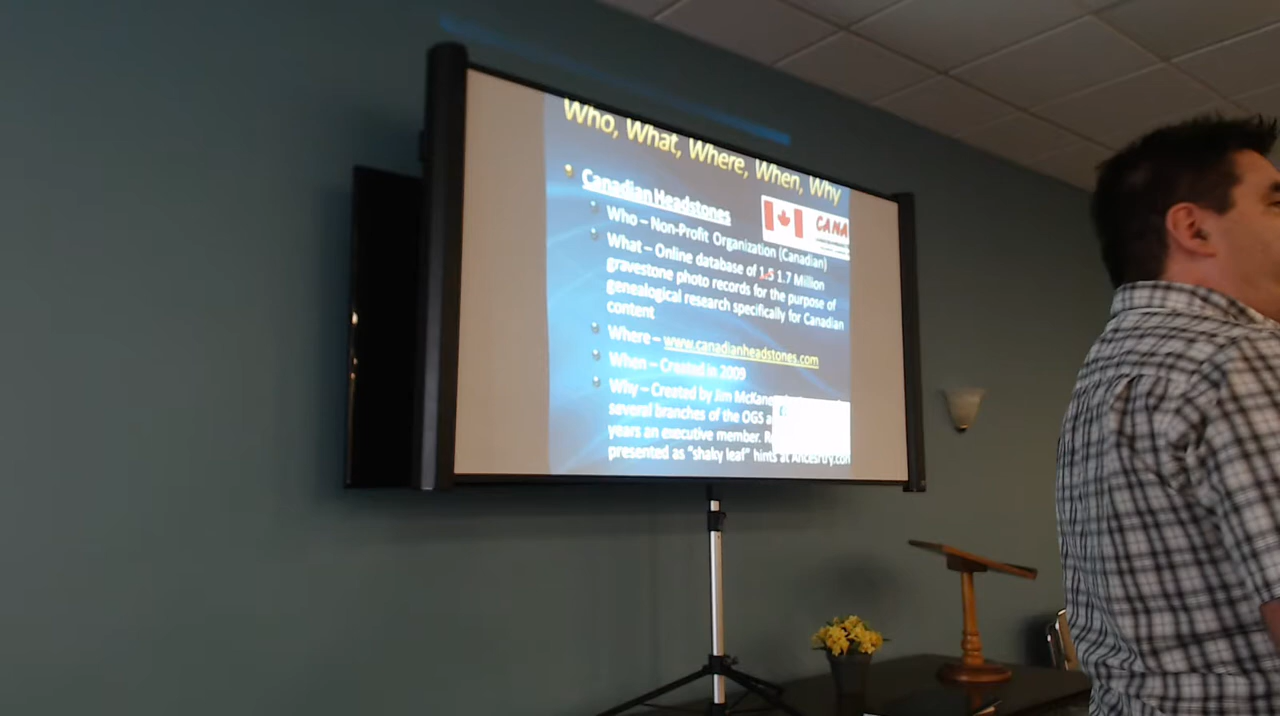 Who, What, Where, When, Why
Canadian Headstones
CANA
Who – Non-Profit Organization (Canadian)
What – Online database of 1.5 1.7 Million
gravestone photo records for the purpose of
genealogical research specifically for Canadian
content
Where – www.canadianheadstones.com
When – Created in 2009
Why – Created by Jim McKane
several branches of the OGS a
years an executive member. R
presented as "shaky leaf" hints at Ancestry.com